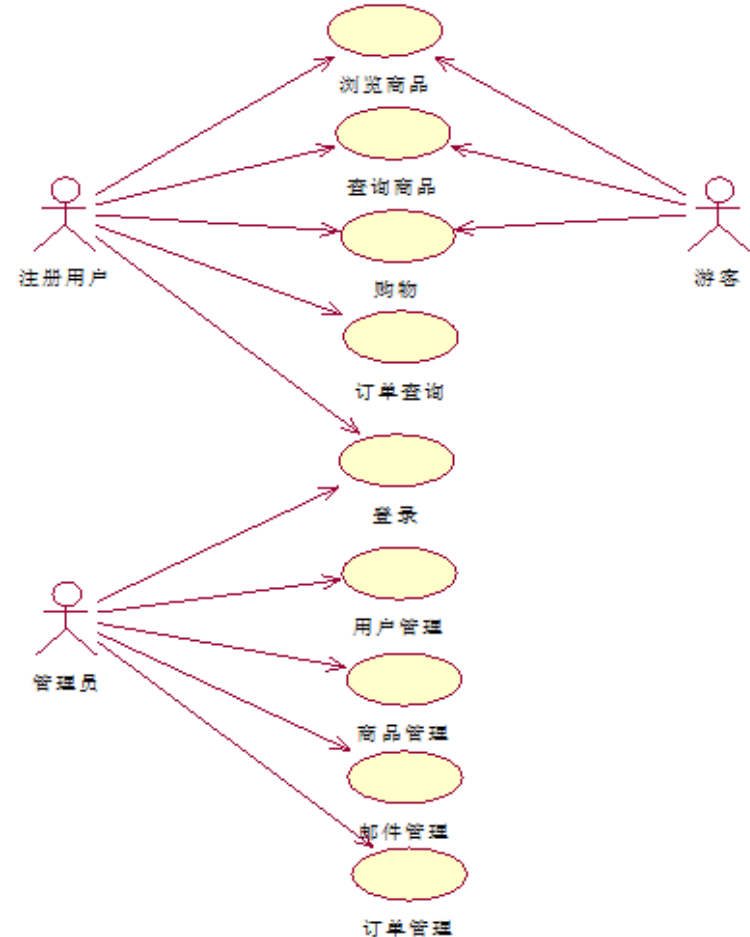 浏览商品
查询商品
注册用户
游客
购物
订单查询
登录
用户管理
管理员
商品管理
邮件管理
订单管理